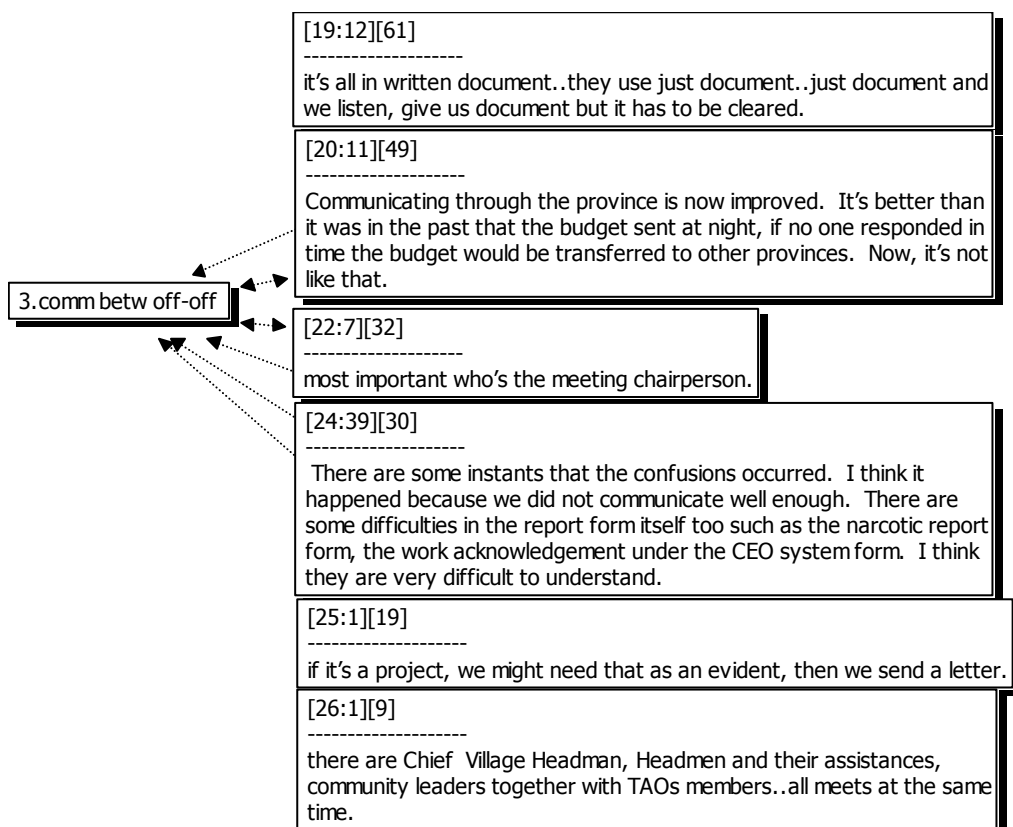 [19:12][61]
--------------------
it's all in written document..they use just document..just document and
we listen, give us document but it has to be cleared.
[20:11][49]
--------------------
Communicating through the province is now improved.  It's better than
it was in the past that the budget sent at night, if no one responded in
time the budget would be transferred to other provinces.  Now, it's not
like that.
3.comm betw off-off
[22:7][32]
--------------------
most important who's the meeting chairperson.
[24:39][30]
--------------------
There are some instants that the confusions occurred.  I think it
happened because we did not communicate well enough.  There are
some difficulties in the report form itself too such as the narcotic report
form, the work acknowledgement under the CEO system form.  I think
they are very difficult to understand.
[25:1][19]
--------------------
if it's a project, we might need that as an evident, then we send a letter.
[26:1][9]
--------------------
there are Chief  Village Headman, Headmen and their assistances,
community leaders together with TAOs members..all meets at the same
time.